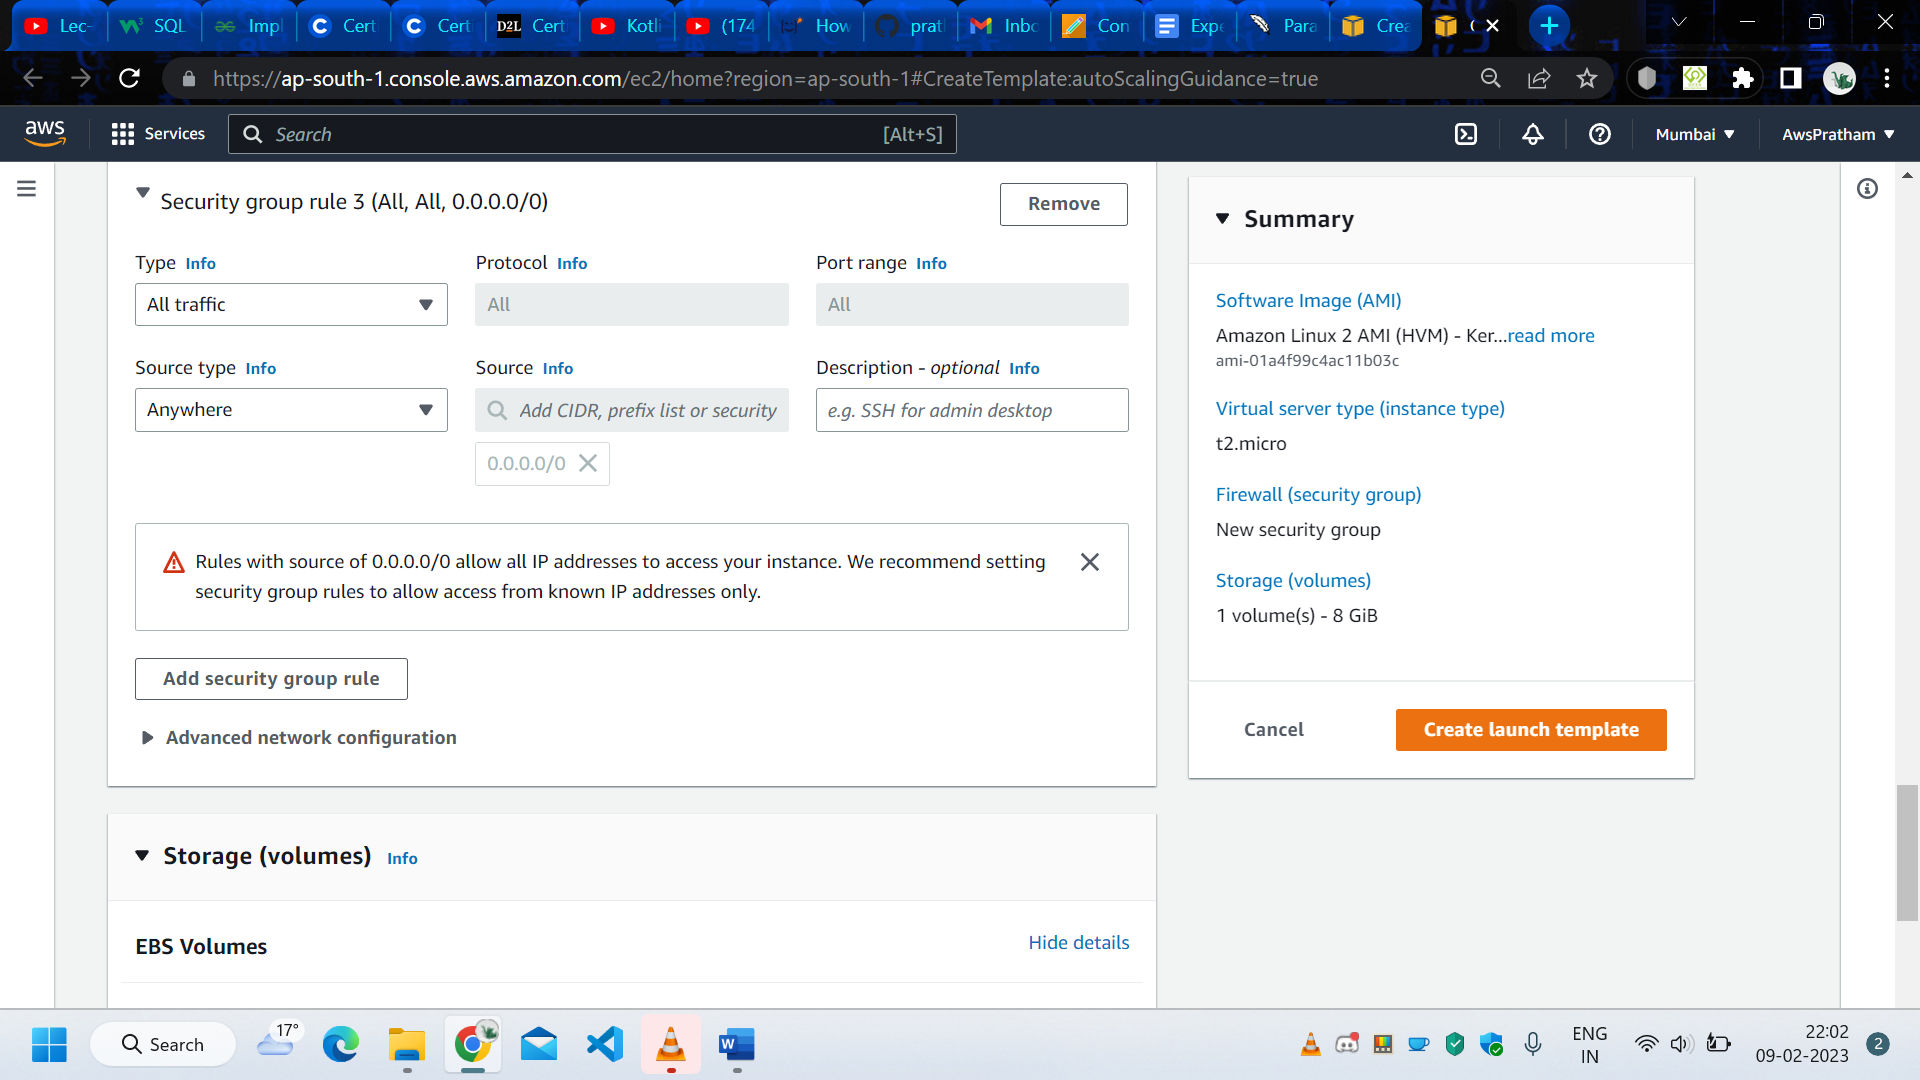 Lec-
SQL
Impl
Cert
Certi
D2L Cert
Kotli
(174
How
pratl
Inbo
Con
Expe
Para
Crea
https://ap-south-1.console.aws.amazon.com/ec2/home?region=ap-south-1#CreateTemplate:autoScalingGuidance=true
aws Services Search [Alt+S] Mumbai AwsPratham
Security group rule 3 (All, All, 0.0.0.0/0) Remove
Type Info Protocol Info Port range Info
All traffic All All
Source type Info Source Info Description - optional Info
Anywhere Add CIDR, prefix list or security e.g. SSH for admin desktop
0.0.0.0/0
Rules with source of 0.0.0.0/0 allow all IP addresses to access your instance. We recommend setting
security group rules to allow access from known IP addresses only.
Add security group rule
Advanced network configuration
Storage (volumes) Info
EBS Volumes Hide details
Summary
Software Image (AMI)
Amazon Linux 2 AMI (HVM) - Ker...read more
ami-01a4f99c4ac11b03c
Virtual server type (instance type)
t2.micro
Firewall (security group)
New security group
Storage (volumes)
1 volume(s) - 8 GiB
Cancel Create launch template
Search
17°
W
ENG
IN
22:02
09-02-2023
2